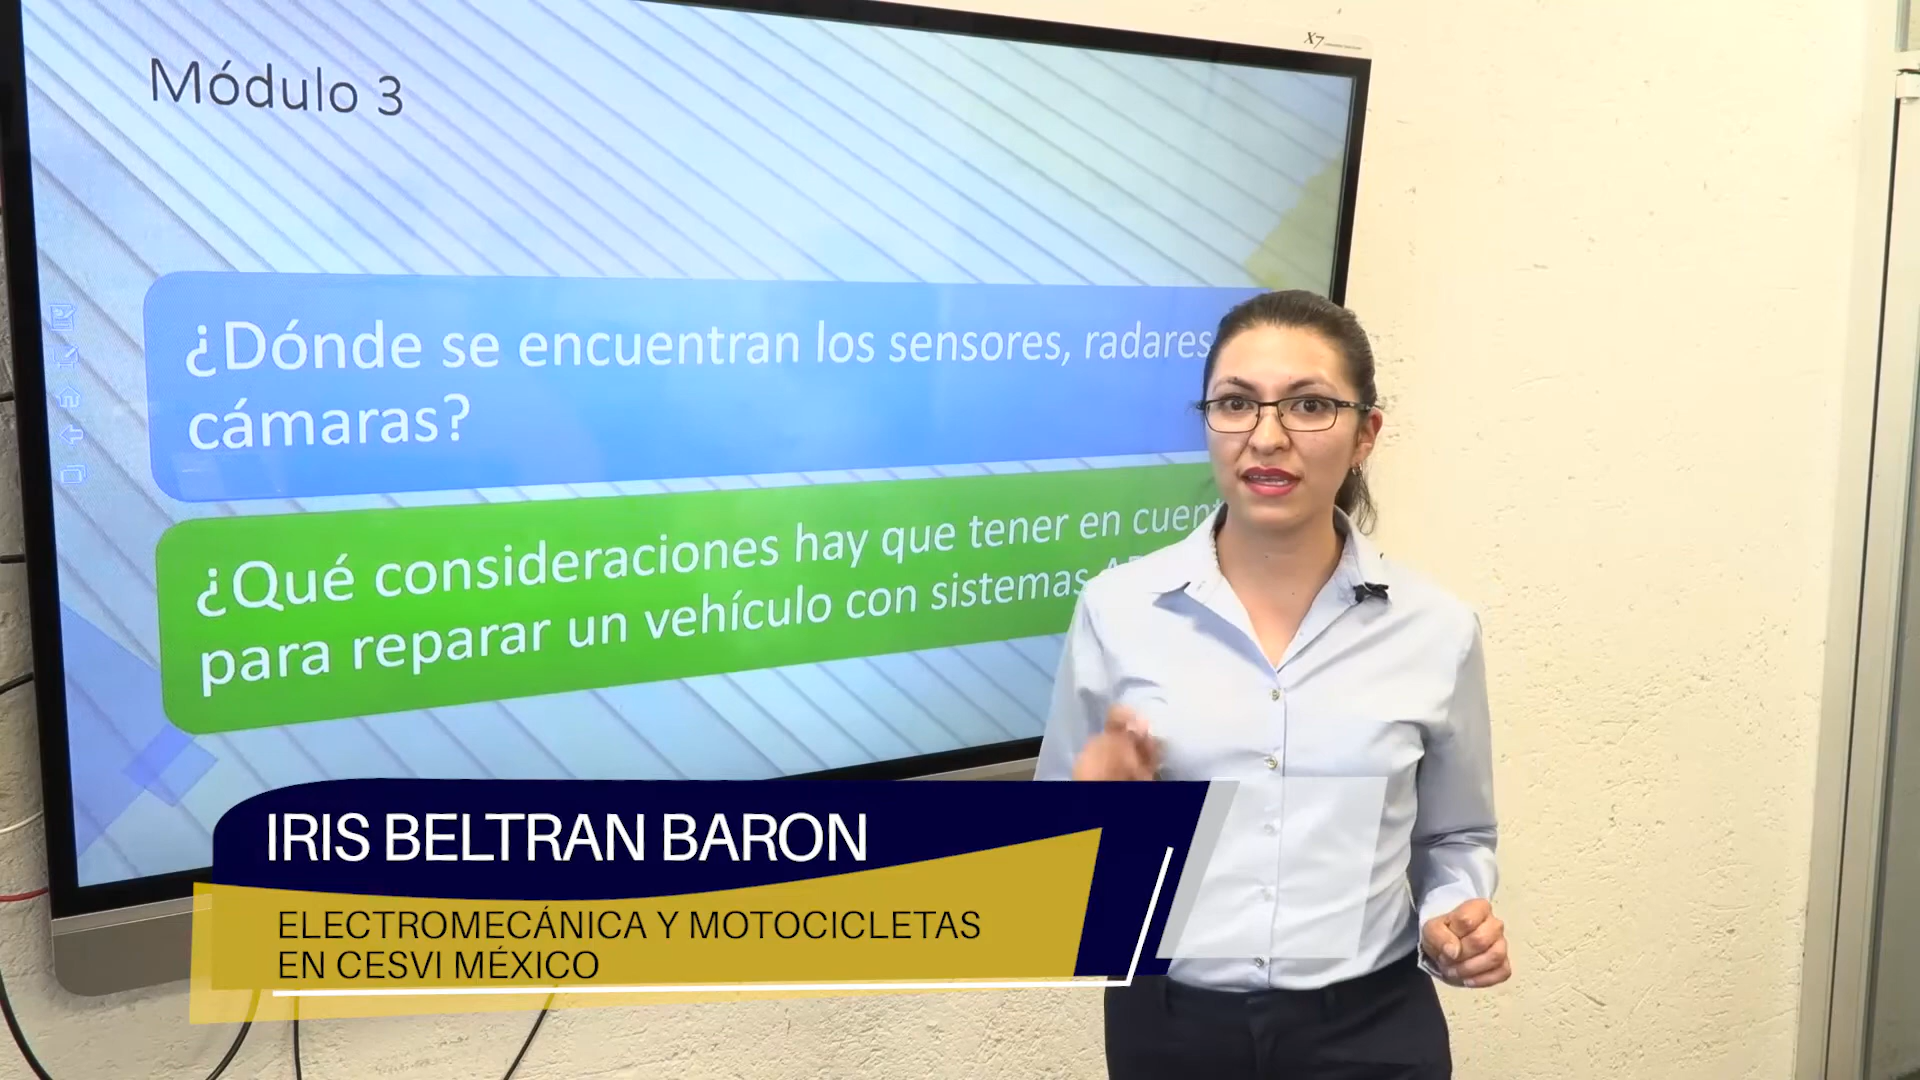 X7
Módulo 3
¿Dónde se encuentran los sensores, radares
cámaras?
¿Qué consideraciones hay que tener en
para reparar un vehículo con sistemas
IRIS BELTRAN BARON
ELECTROMECÁNICA Y MOTOCICLETAS
EN CESVI MÉXICO